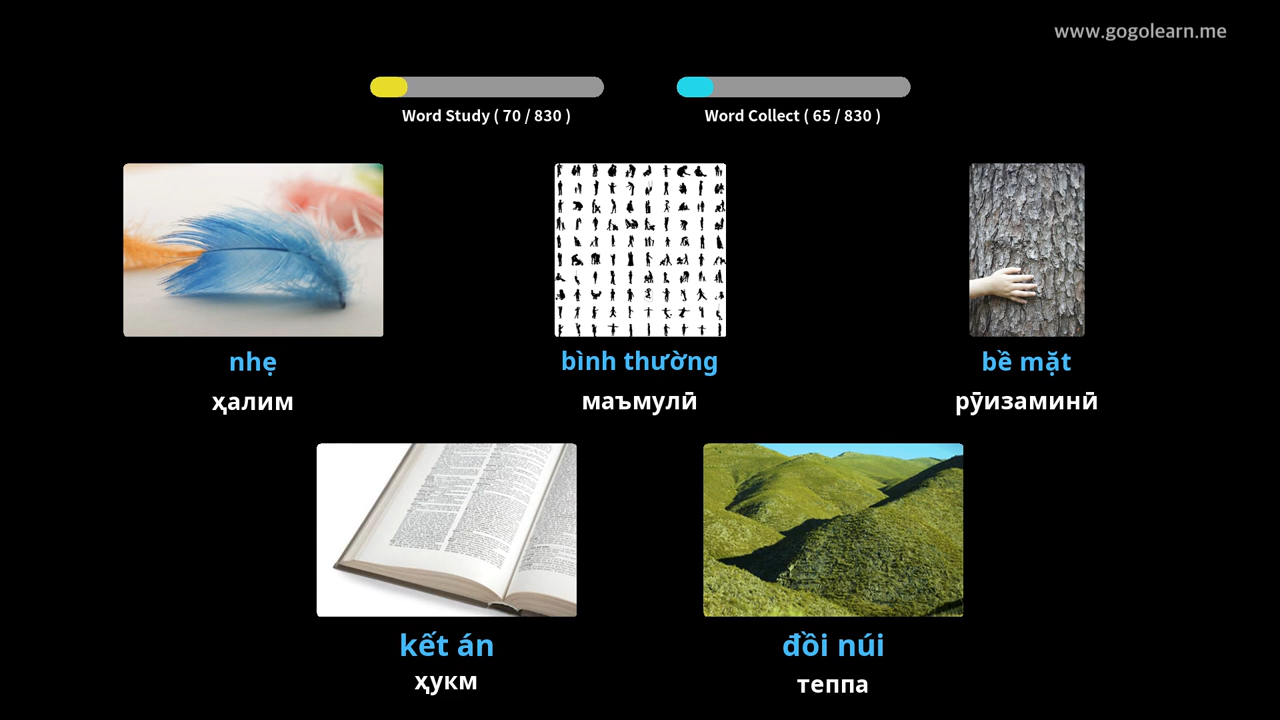 www.gogolearn.me
Word Study ( 70 / 830 )
Word Collect ( 65 / 830 )
nhẹ
bình thường
bề mặt
ҳалим
маъмулӣ
рӯизаминӣ
kết án
đồi núi
ҳукм
теппа